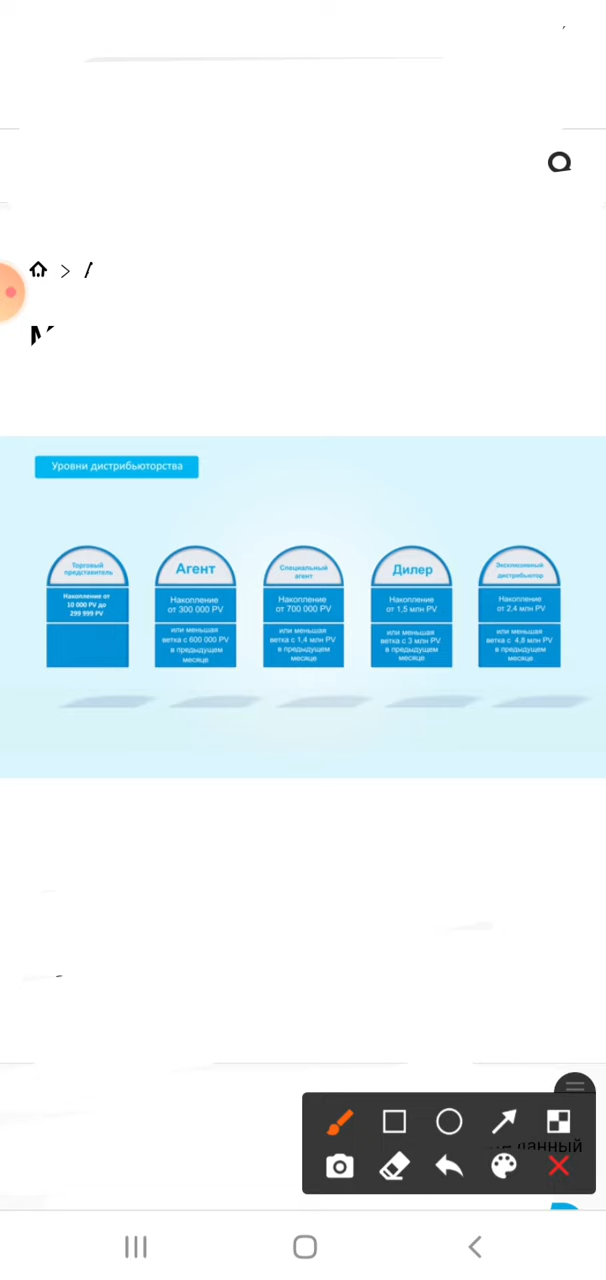 Уровни дистрибьюторства
Торговый
представитель
Накопление от
10 000 PV до
299 999 PV
Агент
Накопление
от 300 000 PV
или меньшая
ветка с 600 000 PV
в предыдущем
месяце
Специальный
агент
Накопление
от 700 000 PV
или меньшая
ветка с 1,4 млн PV
в предыдущем
месяце
Дилер
Накопление
от 1,5 млн PV
или меньшая
ветка с 3 млн PV
в предыдущем
месяце
Эксклюзивный
дистрибьютор
Накопление
от 2.4 млн PV
или меньшая
ветка с 4,8 млн PV
в предыдущем
месяце